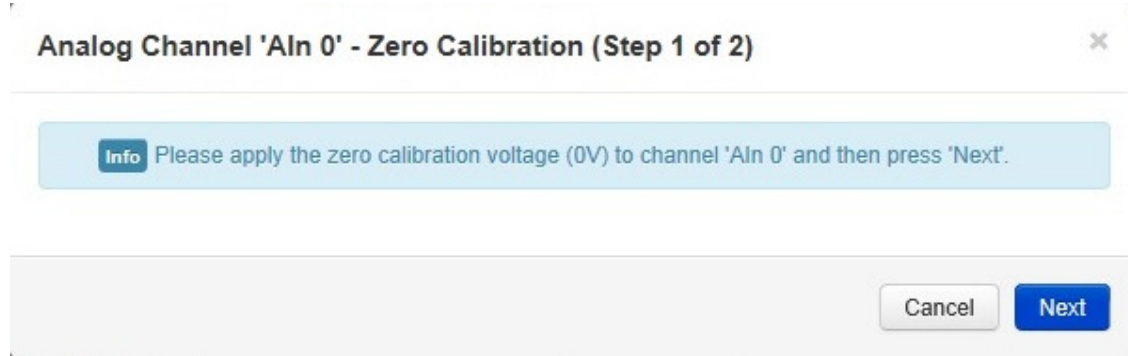 Analog Channel 'AIn 0' - Zero Calibration (Step 1 of 2)
×
Info Please apply the zero calibration voltage (0V) to channel 'AIn 0' and then press 'Next'.
Cancel Next